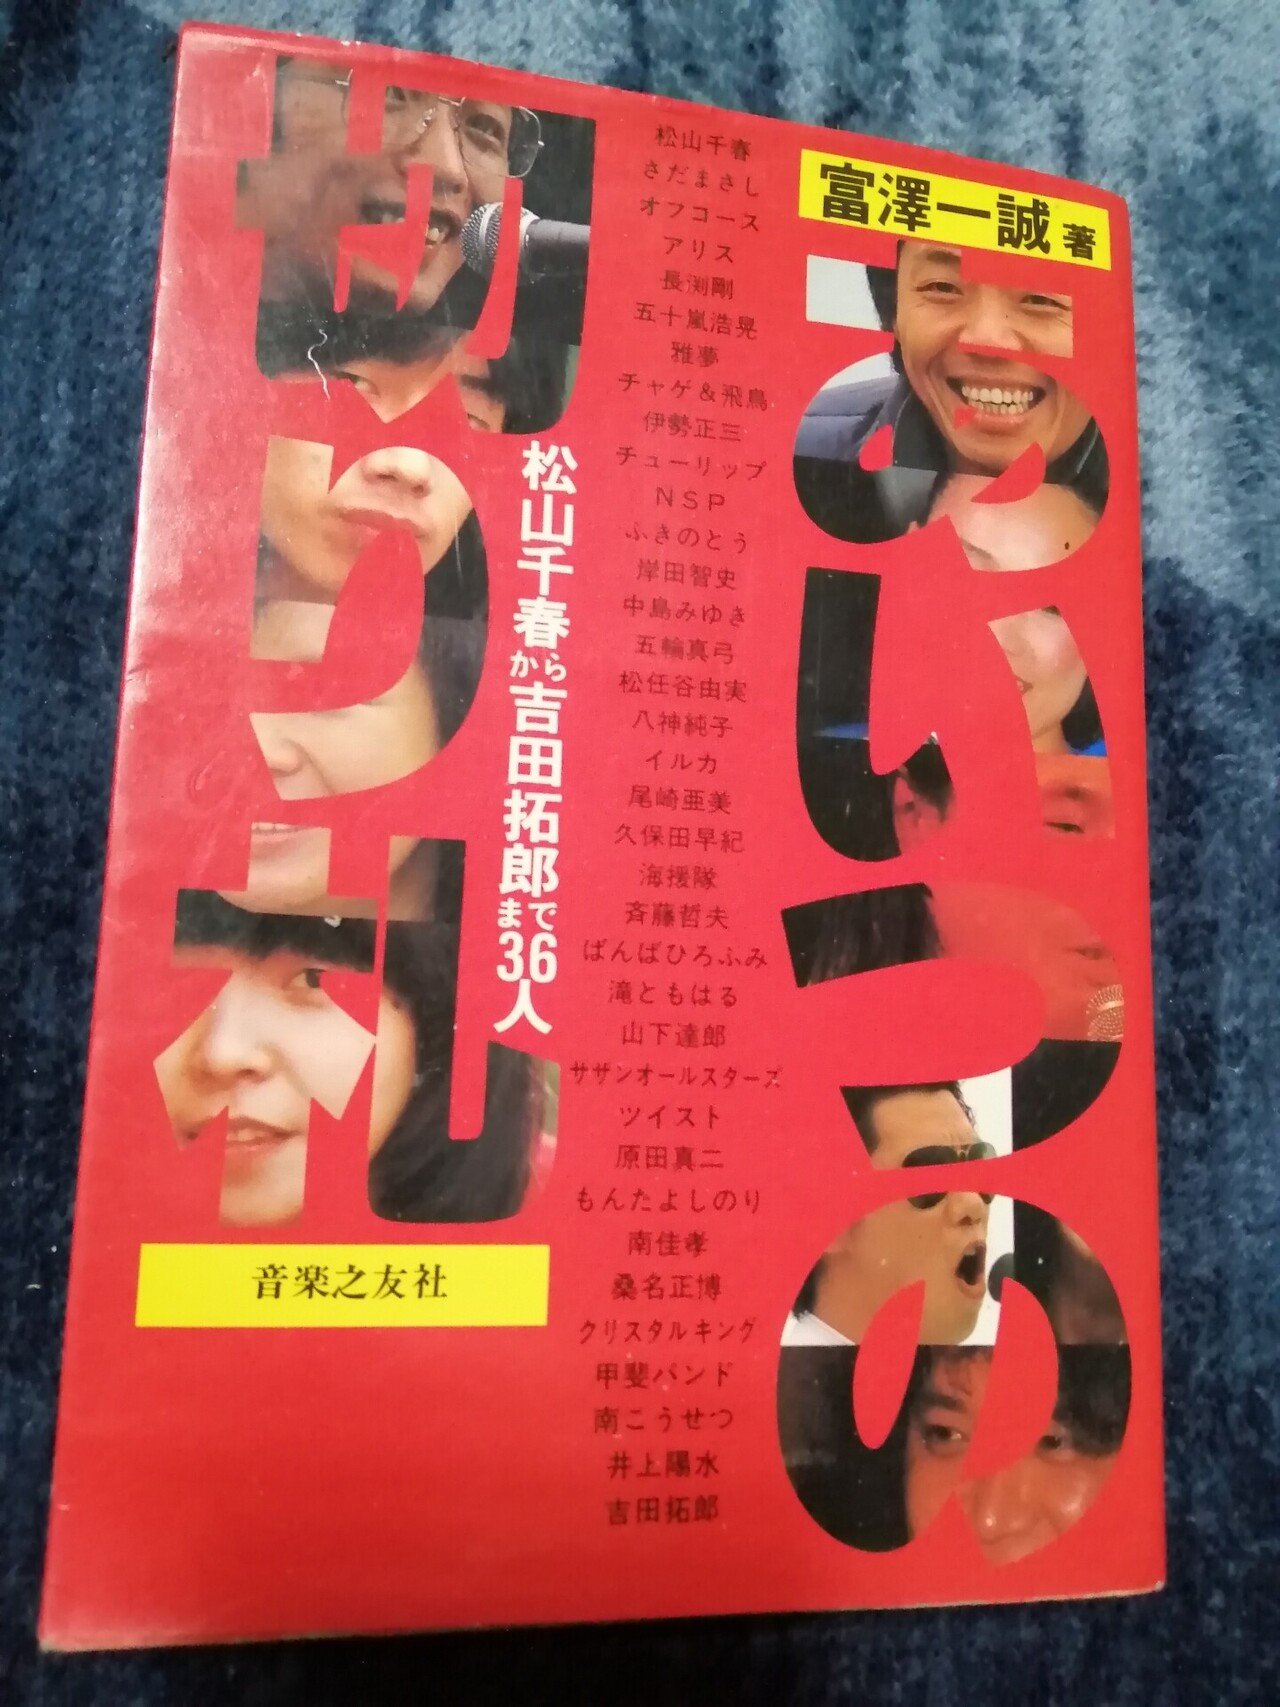 富澤一誠 著
あいつの
切り札
松山千春から吉田拓郎まで36人
松山千春
さだまさし
オフコース
アリス
長渕剛
五十嵐浩晃
雅夢
チャゲ＆飛鳥
伊勢正三
チューリップ
NSP
ふきのとう
岸田智史
中島みゆき
五輪真弓
松任谷由実
八神純子
イルカ
尾崎亜美
久保田早紀
海援隊
斉藤哲夫
ばんばひろふみ
滝ともはる
山下達郎
サザンオールスターズ
ツイスト
原田真二
もんたよしのり
南佳孝
桑名正博
クリスタルキング
甲斐バンド
南こうせつ
井上陽水
吉田拓郎
音楽之友社